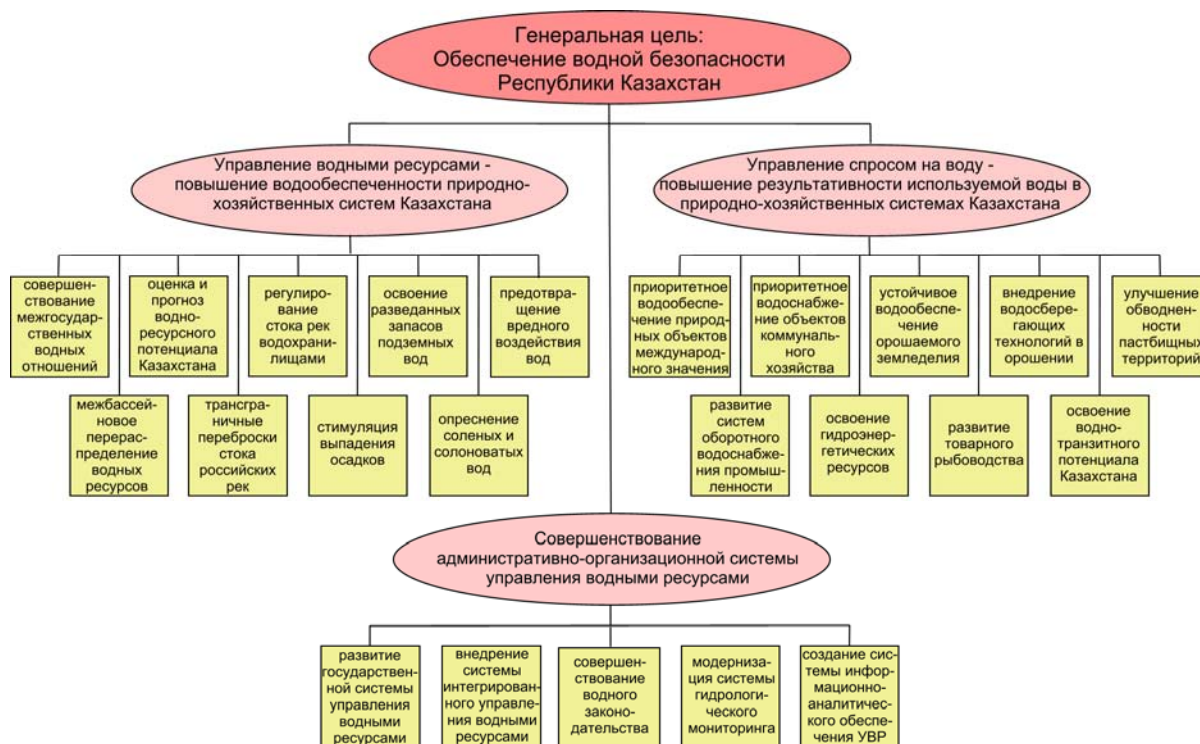 Генеральная цель:
Обеспечение водной безопасности
Республики Казахстан
Управление водными ресурсами -
повышение водообеспеченности природно-
хозяйственных систем Казахстана
Управление спросом на воду -
повышение результативности используемой воды в
природно-хозяйственных системах Казахстана
совершен-
ствование
межгосудар-
ственных
водных
отношений
оценка и
прогноз
водно-
ресурсного
потенциала
Казахстана
регулиро-
вание
стока рек
водохрани-
лищами
освоение
разведанных
запасов
подземных
вод
предотвра-
щение
вредного
воздействия
вод
приоритетное
водообеспе-
чение природ-
ных объектов
международ-
ного значения
приоритетное
водоснабже-
ние объектов
коммуналь-
ного
хозяйства
устойчивое
водообеспе-
чение
орошаемого
земледелия
внедрение
водосбере-
гающих
технологий в
орошении
улучшение
обводнен-
ности
пастбищных
территорий
межбассей-
новое
перерас-
пределение
водных
ресурсов
трансгра-
ничные
переброски
стока
российских
рек
стимуляция
выпадения
осадков
опреснение
соленых и
солоноватых
вод
развитие
систем
оборотного
водоснабже-
ния промыш-
ленности
освоение
гидроэнер-
гетических
ресурсов
развитие
товарного
рыбоводства
освоение
водно-
транзитного
потенциала
Казахстана
Совершенствование
административно-организационной системы
управления водными ресурсами
развитие
государствен-
ной системы
управления
водными
ресурсами
внедрение
системы
интегрирован-
ного управле-
ния водными
ресурсами
совершен-
ствование
водного
законо-
дательства
модерниза-
ция системы
гидрологи-
ческого
мониторинга
создание сис-
темы инфор-
мационно-
аналитичес-
кого обеспе-
чения УВР